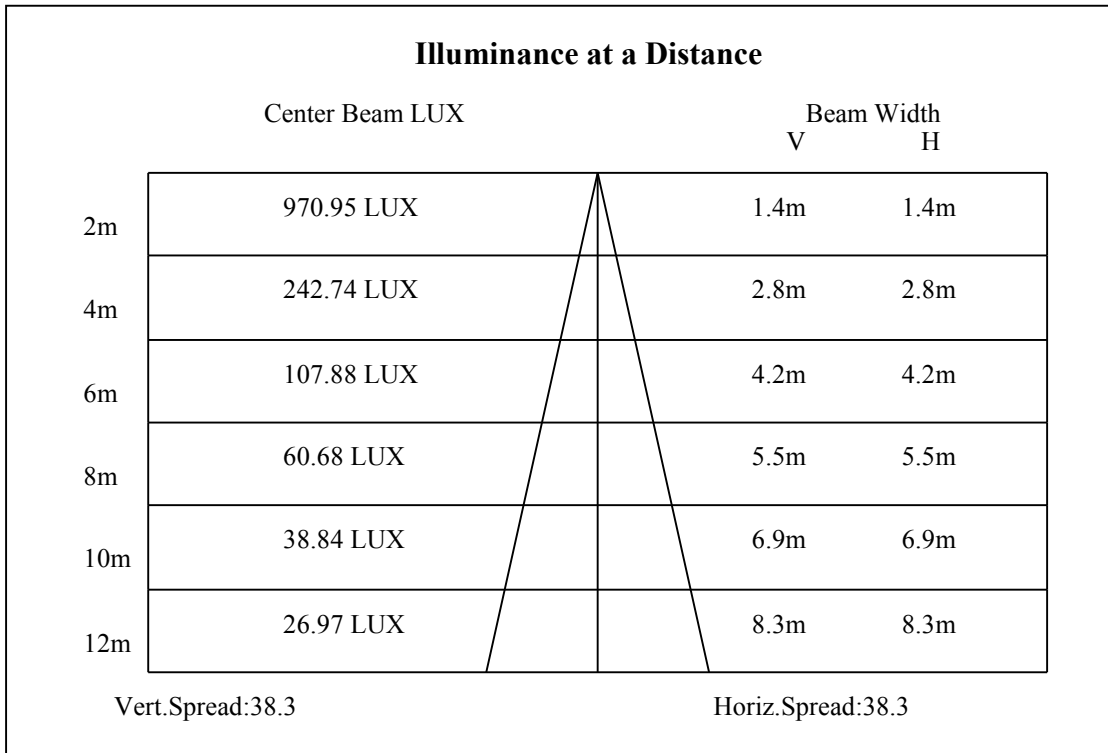 Illuminance at a Distance
Center Beam LUX Beam Width
V H
2m 970.95 LUX 1.4m 1.4m
4m 242.74 LUX 2.8m 2.8m
6m 107.88 LUX 4.2m 4.2m
8m 60.68 LUX 5.5m 5.5m
10m 38.84 LUX 6.9m 6.9m
12m 26.97 LUX 8.3m 8.3m
Vert.Spread:38.3 Horiz.Spread:38.3